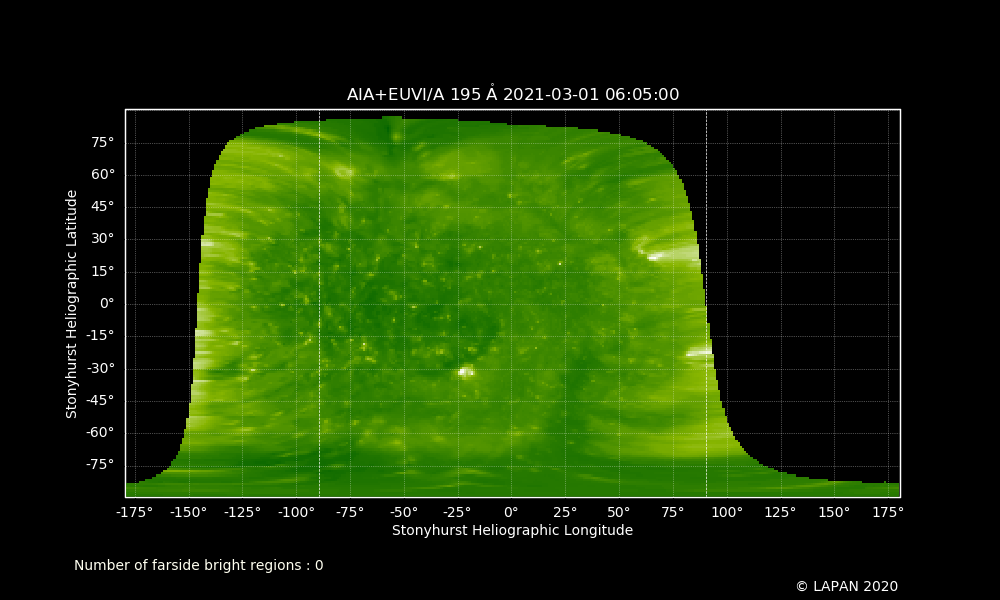 AIA+EUVI/A 195 Å 2021-03-01 06:05:00
75°
60°
45°
30°
15°
0°
-15°
-30°
-45°
-60°
-75°
Stonyhurst Heliographic Latitude
-175° -150° -125° -100° -75° -50° -25° 0° 25° 50° 75° 100° 125° 150° 175°
Stonyhurst Heliographic Longitude
Number of farside bright regions : 0
© LAPAN 2020